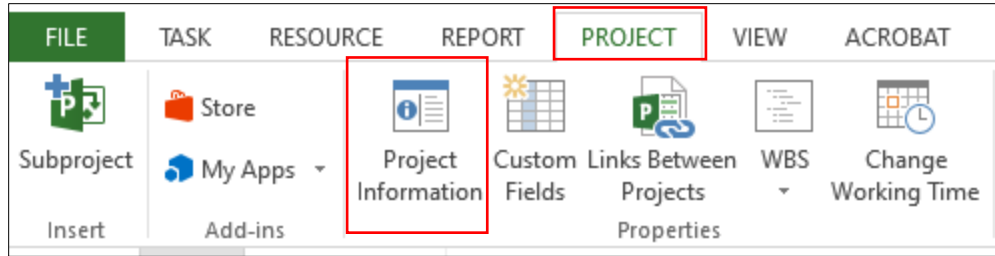 FILE TASK RESOURCE REPORT PROJECT VIEW ACROBAT
Subproject
Store
My Apps
Project
Information
Custom
Fields
Links Between
Projects
WBS
Change
Working Time
Insert Add-ins Properties